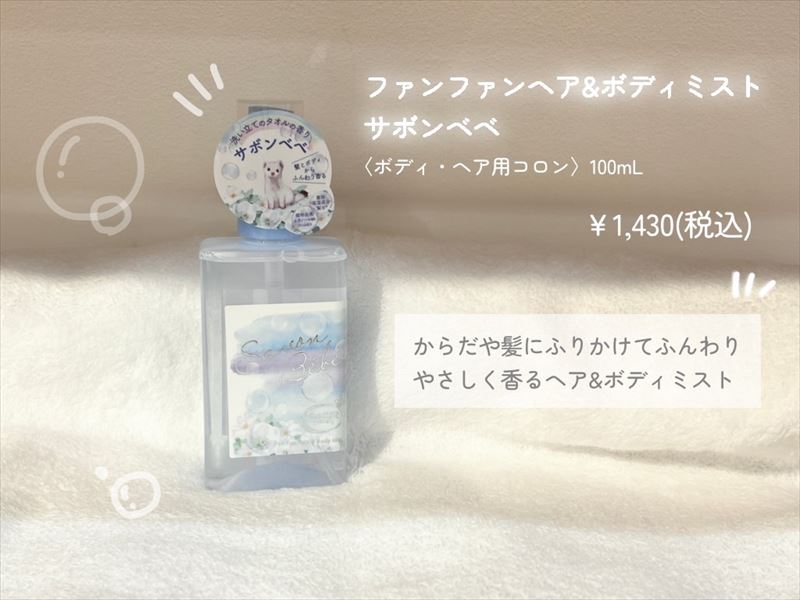 ファンファンヘア&ボディミスト
サボンベベ
〈ボディ・ヘア用コロン〉100mL
￥1,430(税込)
からだや髪にふりかけてふんわり
やさしく香るヘア&ボディミスト
洗い立てのタオルの香り
サボンベベ
髪とボディ
から
ふんわり香る
Savon
Bébé